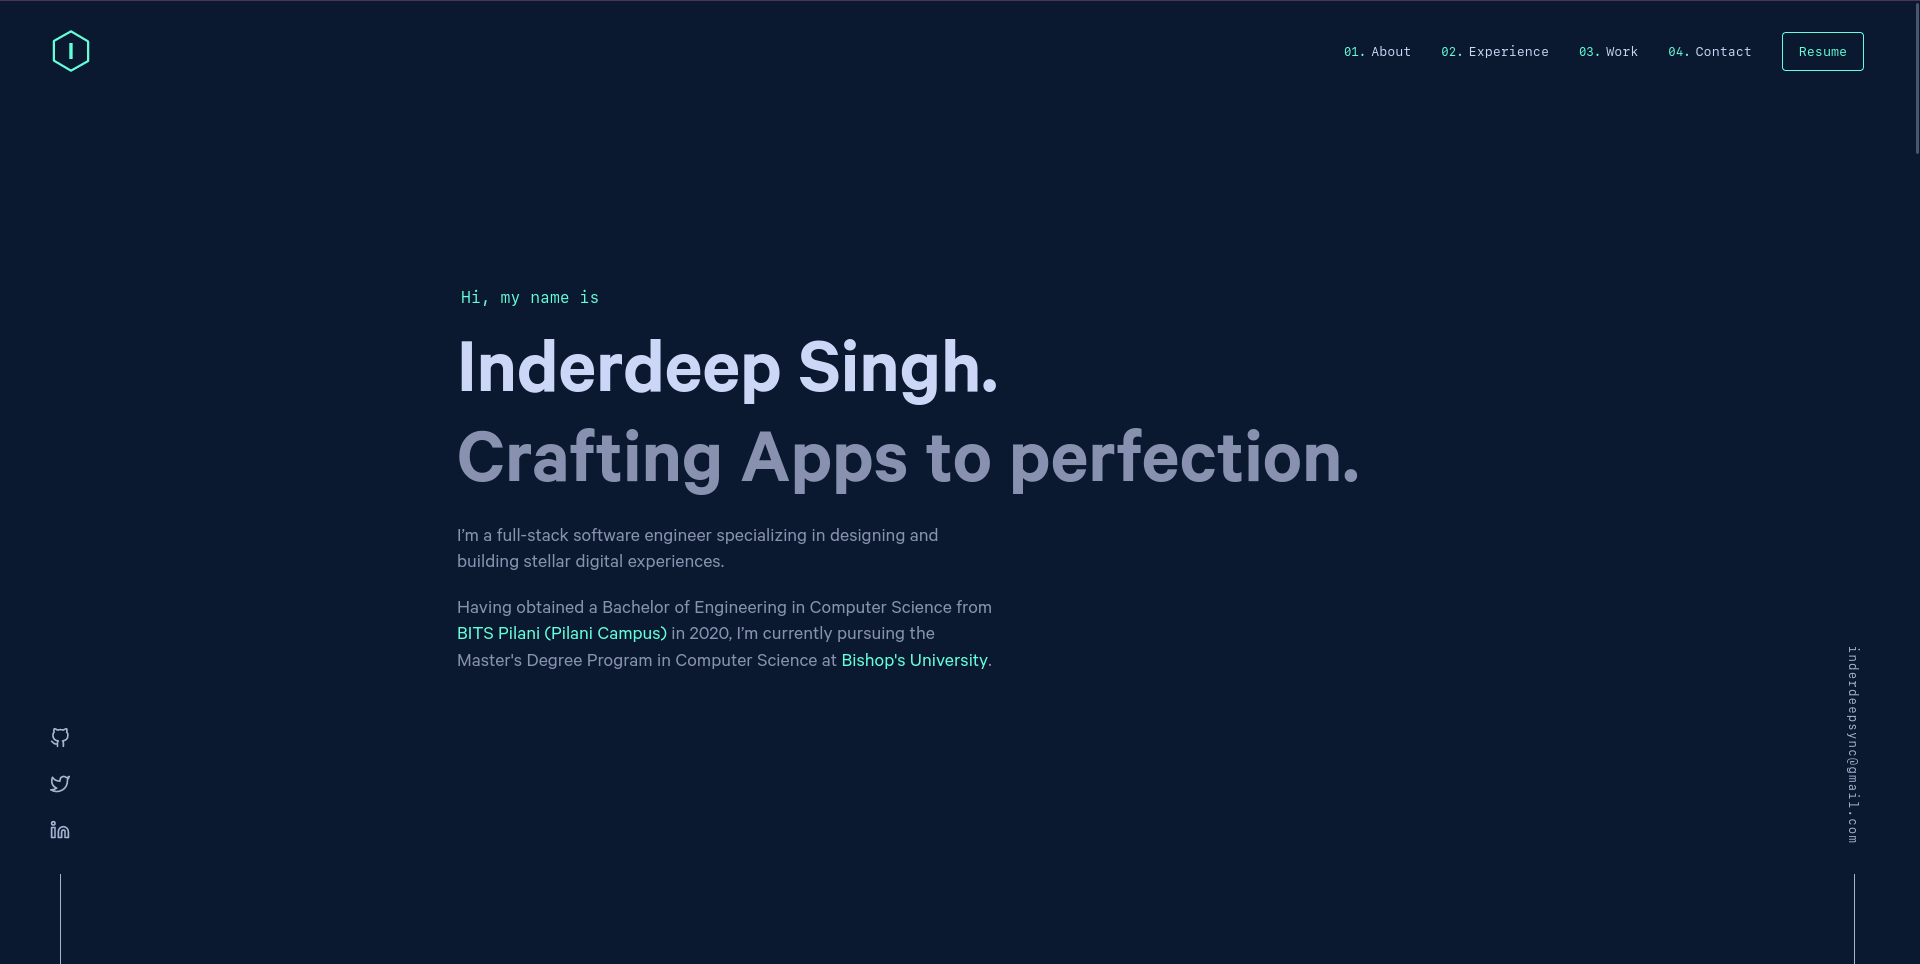 I
01. About 02. Experience 03. Work 04. Contact Resume
Hi, my name is
Inderdeep Singh.
Crafting Apps to perfection.
I'm a full-stack software engineer specializing in designing and
building stellar digital experiences.
Having obtained a Bachelor of Engineering in Computer Science from
BITS Pilani (Pilani Campus) in 2020, I'm currently pursuing the
Master's Degree Program in Computer Science at Bishop's University.
inderdeepsync@gmail.com